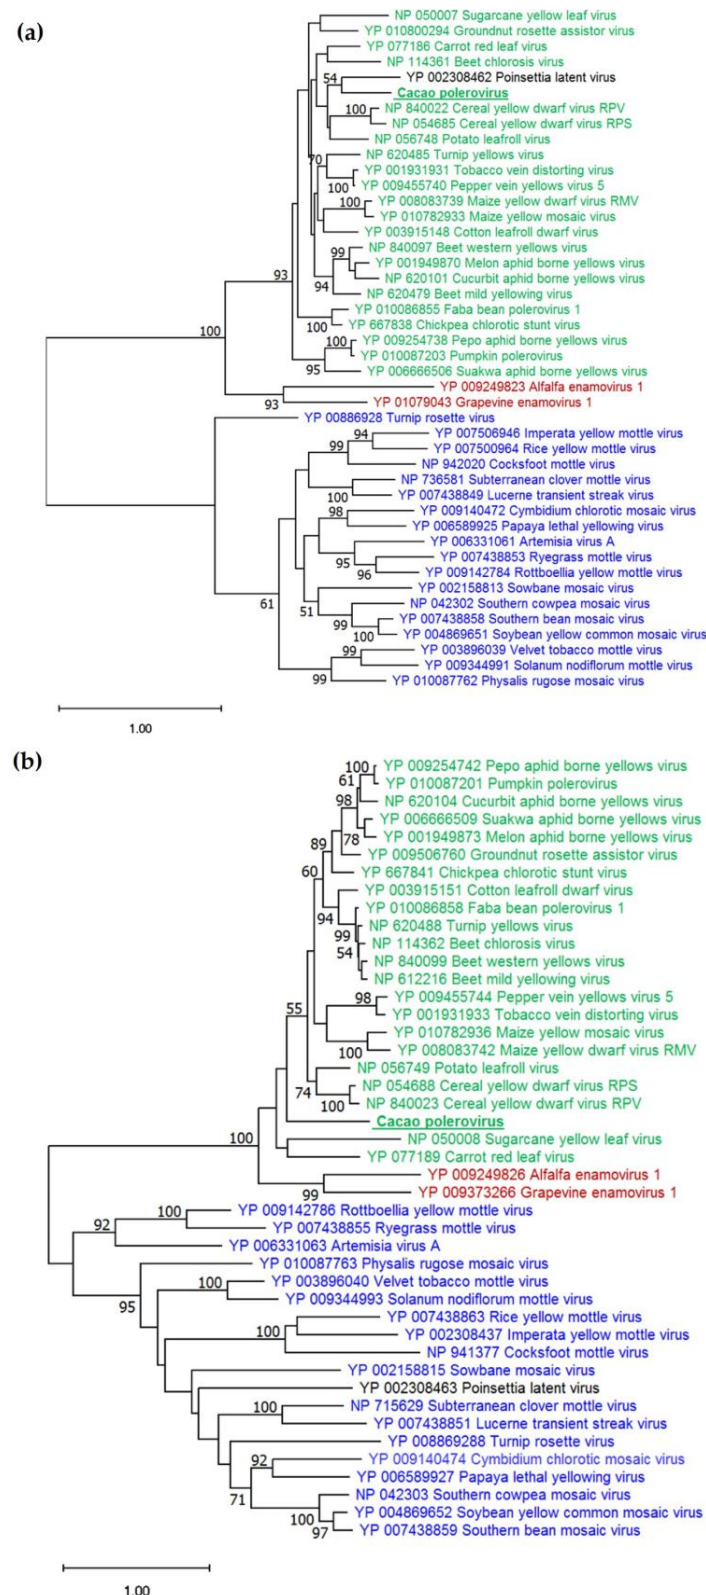 (a)
NP 050007 Sugarcane yellow leaf virus
YP 010800294 Groundnut rosette assistor virus
YP 077186 Carrot red leaf virus
NP 114361 Beet chlorosis virus
54
YP 002308462 Poinsettia latent virus
Cacao polerovirus
100
NP 840022 Cereal yellow dwarf virus RPV
NP 054685 Cereal yellow dwarf virus RPS
NP 056748 Potato leafroll virus
70
NP 620485 Turnip yellows virus
YP 001931931 Tobacco vein distorting virus
100
YP 009455740 Pepper vein yellows virus 5
100
YP 008083739 Maize yellow dwarf virus RMV
YP 010782933 Maize yellow mosaic virus
YP 003915148 Cotton leafroll dwarf virus
99
NP 840097 Beet western yellows virus
YP 001949870 Melon aphid borne yellows virus
NP 620101 Cucurbit aphid borne yellows virus
94
NP 620479 Beet mild yellowing virus
93
YP 010086855 Faba bean polerovirus 1
100
YP 667838 Chickpea chlorotic stunt virus
100
100
YP 009254738 Pepo aphid borne yellows virus
YP 010087203 Pumpkin polerovirus
95
YP 006666506 Suakwa aphid borne yellows virus
YP 009249823 Alfalfa enamovirus 1
93
YP 01079043 Grapevine enamovirus 1
YP 00886928 Turnip rosette virus
94
YP 007506946 Imperata yellow mottle virus
99
YP 007500964 Rice yellow mottle virus
NP 942020 Cocksfoot mottle virus
NP 736581 Subterranean clover mottle virus
100
YP 007438849 Lucerne transient streak virus
98
YP 009140472 Cymbidium chlorotic mosaic virus
YP 006589925 Papaya lethal yellowing virus
YP 006331061 Artemisia virus A
95
YP 007438853 Ryegrass mottle virus
96
YP 009142784 Rottboellia yellow mottle virus
YP 002158813 Sowbane mosaic virus
61
51
NP 042302 Southern cowpea mosaic virus
99
YP 007438858 Southern bean mosaic virus
100
YP 004869651 Soybean yellow common mosaic virus
99
YP 003896039 Velvet tobacco mottle virus
YP 009344991 Solanum nodiflorum mottle virus
99
YP 010087762 Physalis rugose mosaic virus
1.00
(b)
100
YP 009254742 Pepo aphid borne yellows virus
61
YP 010087201 Pumpkin polerovirus
98
NP 620104 Cucurbit aphid borne yellows virus
YP 006666509 Suakwa aphid borne yellows virus
78
YP 001949873 Melon aphid borne yellows virus
89
YP 009506760 Groundnut rosette assistor virus
60
YP 667841 Chickpea chlorotic stunt virus
YP 003915151 Cotton leafroll dwarf virus
94
YP 010086858 Faba bean polerovirus 1
99
NP 620488 Turnip yellows virus
54
NP 114362 Beet chlorosis virus
NP 840099 Beet western yellows virus
NP 612216 Beet mild yellowing virus
98
YP 009455744 Pepper vein yellows virus 5
55
YP 001931933 Tobacco vein distorting virus
YP 010782936 Maize yellow mosaic virus
100
YP 008083742 Maize yellow dwarf virus RMV
NP 056749 Potato leafroll virus
74
NP 054688 Cereal yellow dwarf virus RPS
100
NP 840023 Cereal yellow dwarf virus RPV
Cacao polerovirus
100
NP 050008 Sugarcane yellow leaf virus
YP 077189 Carrot red leaf virus
YP 009249826 Alfalfa enamovirus 1
99
YP 009373266 Grapevine enamovirus 1
100
YP 009142786 Rottboellia yellow mottle virus
92
YP 007438855 Ryegrass mottle virus
YP 006331063 Artemisia virus A
YP 010087763 Physalis rugose mosaic virus
95
100
YP 003896040 Velvet tobacco mottle virus
YP 009344993 Solanum nodiflorum mottle virus
YP 007438863 Rice yellow mottle virus
100
YP 002308437 Imperata yellow mottle virus
NP 941377 Cocksfoot mottle virus
YP 002158815 Sowbane mosaic virus
YP 002308463 Poinsettia latent virus
100
NP 715629 Subterranean clover mottle virus
YP 007438851 Lucerne transient streak virus
YP 008869288 Turnip rosette virus
92
YP 009140474 Cymbidium chlorotic mosaic virus
71
YP 006589927 Papaya lethal yellowing virus
NP 042303 Southern cowpea mosaic virus
100
YP 004869652 Soybean yellow common mosaic virus
97
YP 007438859 Southern bean mosaic virus
1.00